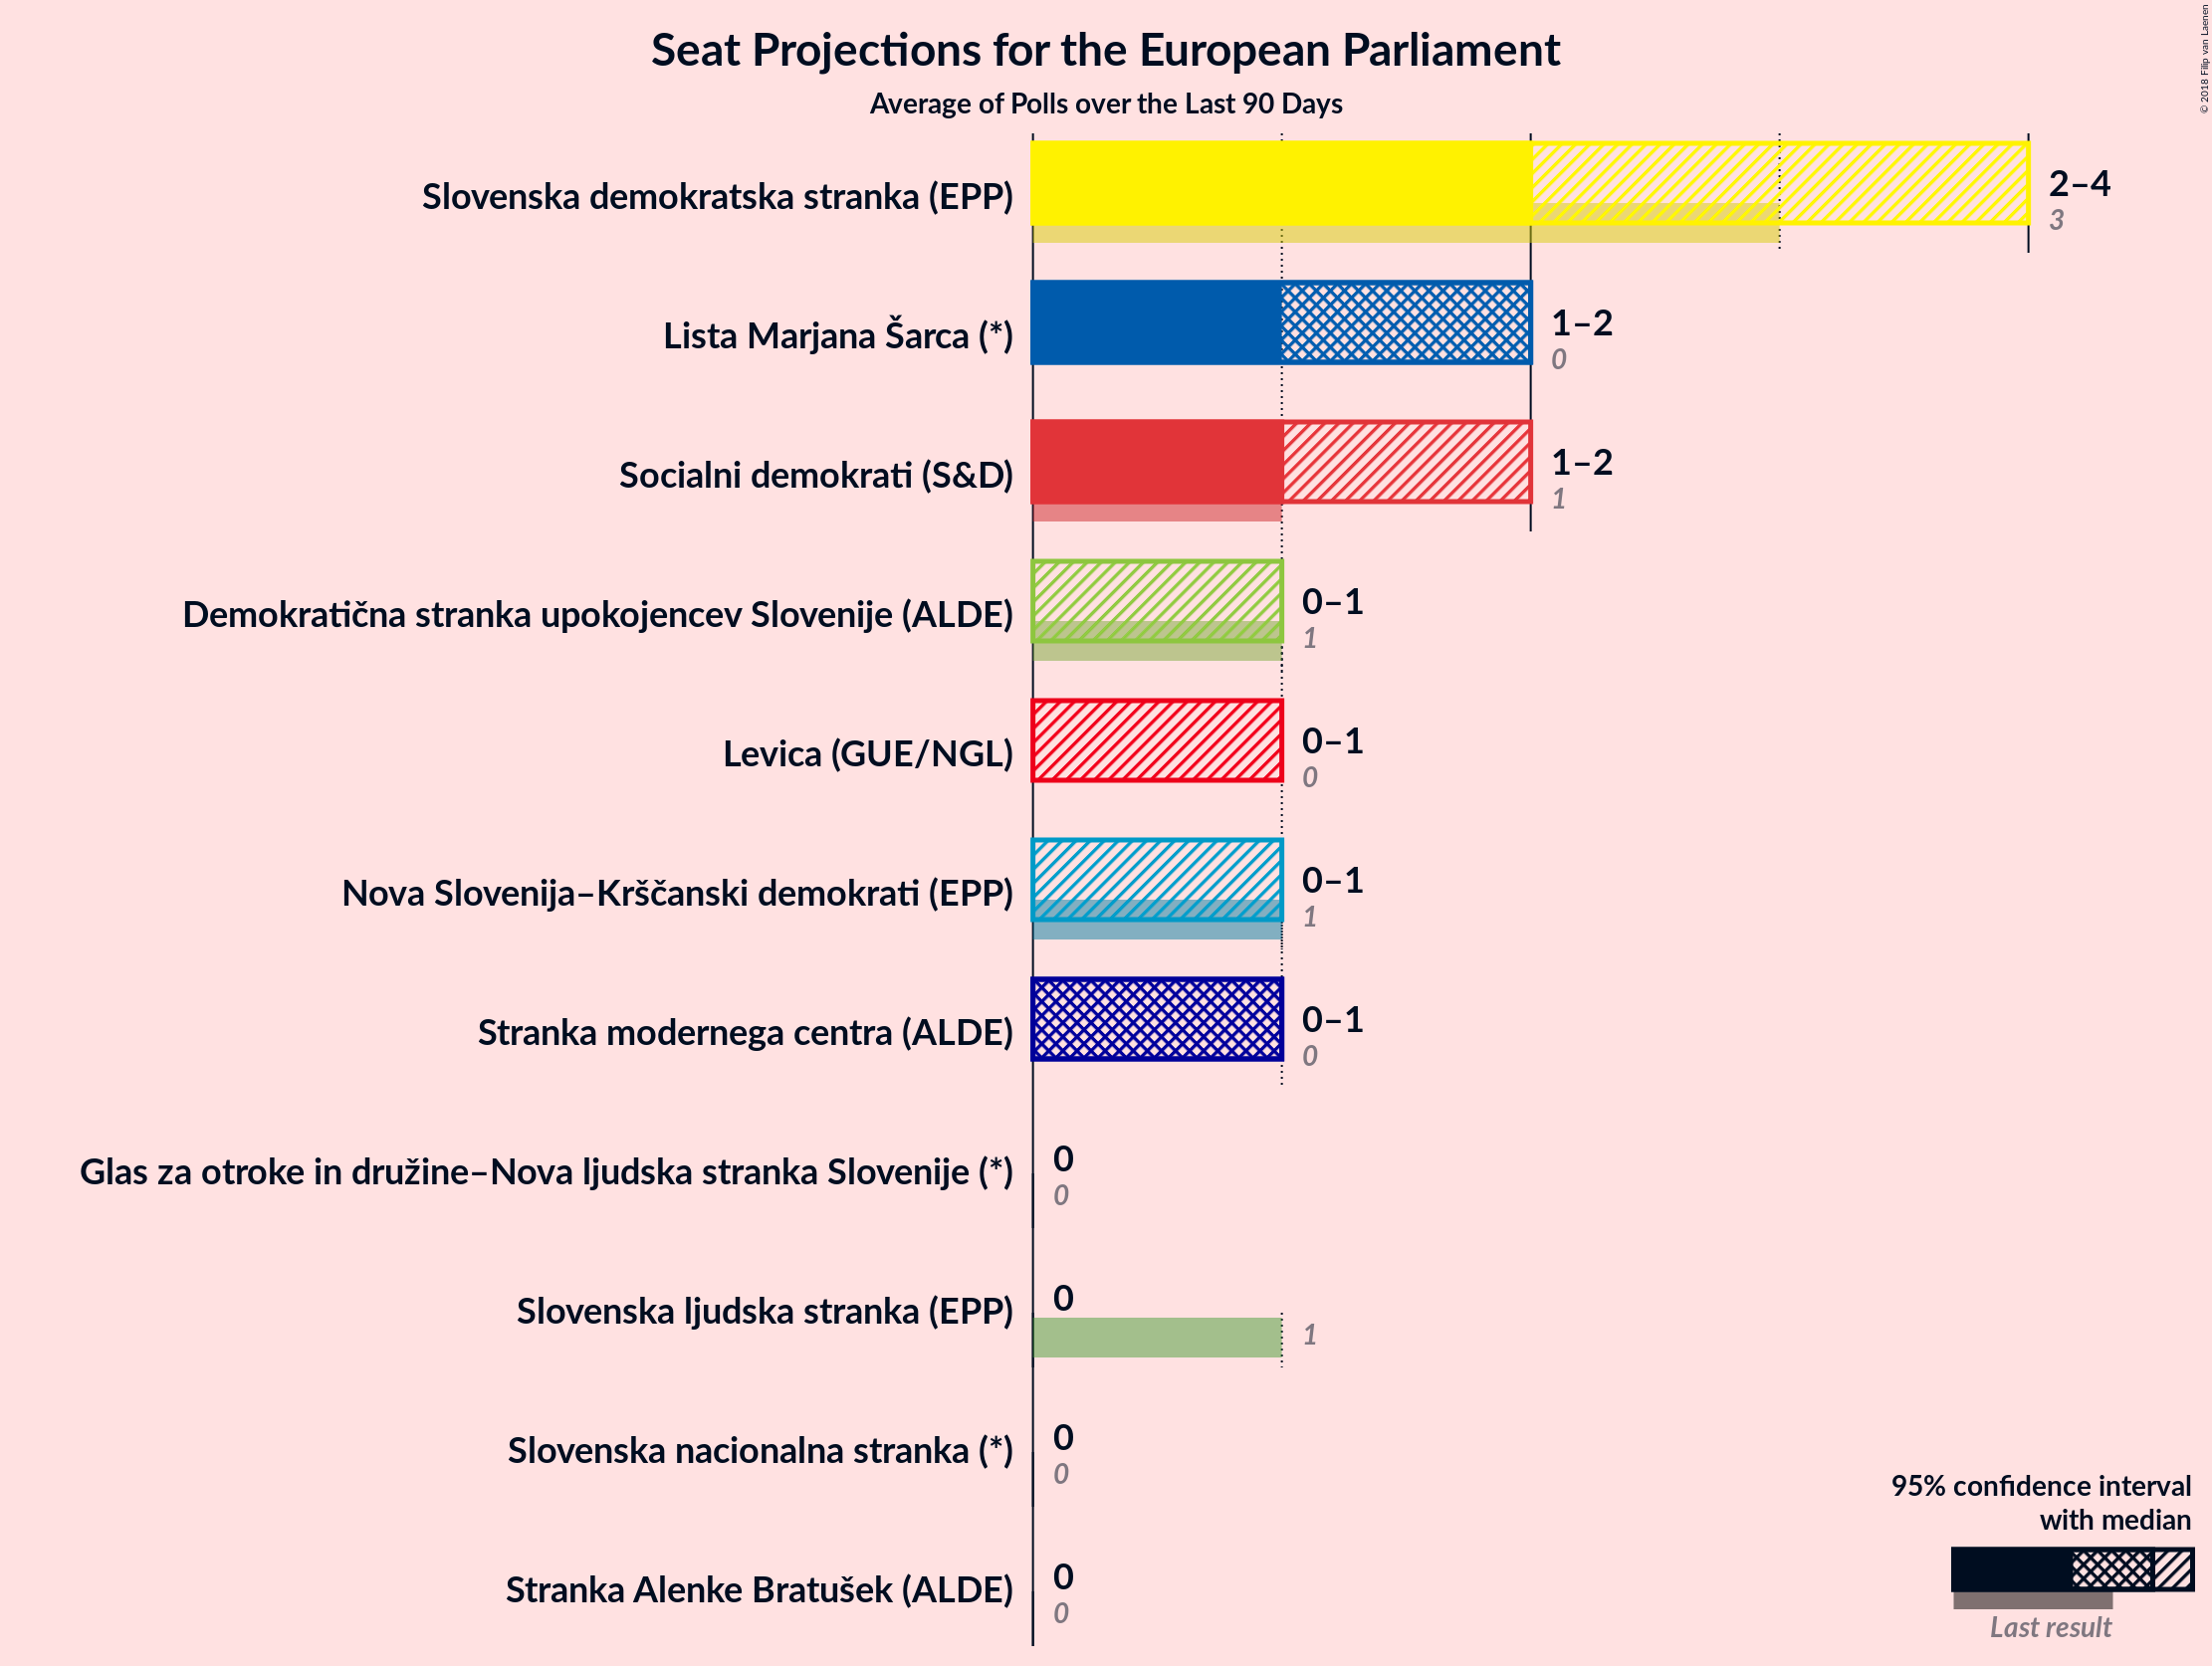 Seat Projections for the European Parliament
Average of Polls over the Last 90 Days
© 2018 Filip van Laenen
Slovenska demokratska stranka (EPP)
2–4
3
Lista Marjana Šarca (*)
1–2
0
Socialni demokrati (S&D)
1–2
1
Demokratična stranka upokojencev Slovenije (ALDE)
0–1
1
Levica (GUE/NGL)
0–1
0
Nova Slovenija–Krščanski demokrati (EPP)
0–1
1
Stranka modernega centra (ALDE)
0–1
0
Glas za otroke in družine–Nova ljudska stranka Slovenije (*)
0
0
Slovenska ljudska stranka (EPP)
0
1
Slovenska nacionalna stranka (*)
0
0
Stranka Alenke Bratušek (ALDE)
0
0
95% confidence interval
with median
Last result